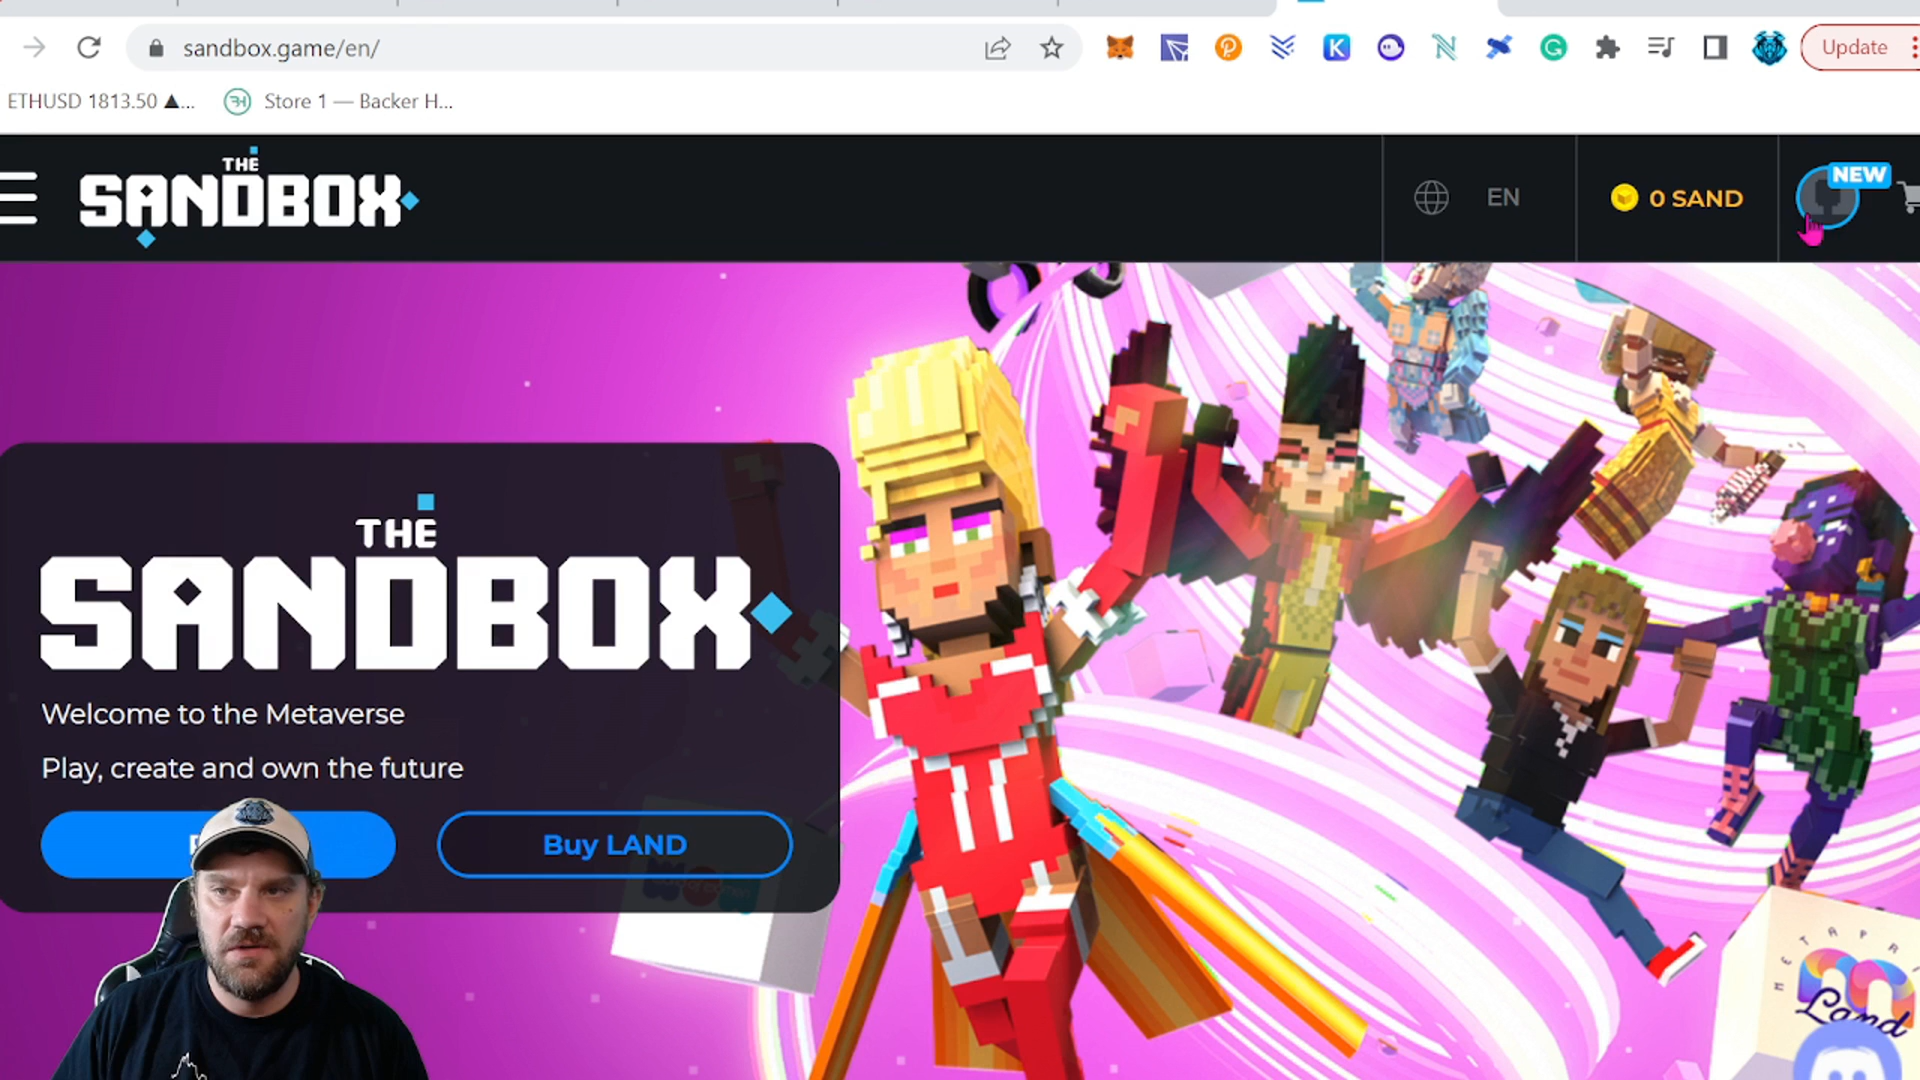 sandbox.game/en/
Update
ETHUSD 1813.50 ▲...
Store 1 — Backer H...
THE
SANDBOX
EN
0 SAND
NEW
THE
SANDBOX
Welcome to the Metaverse
Play, create and own the future
Buy LAND
Land